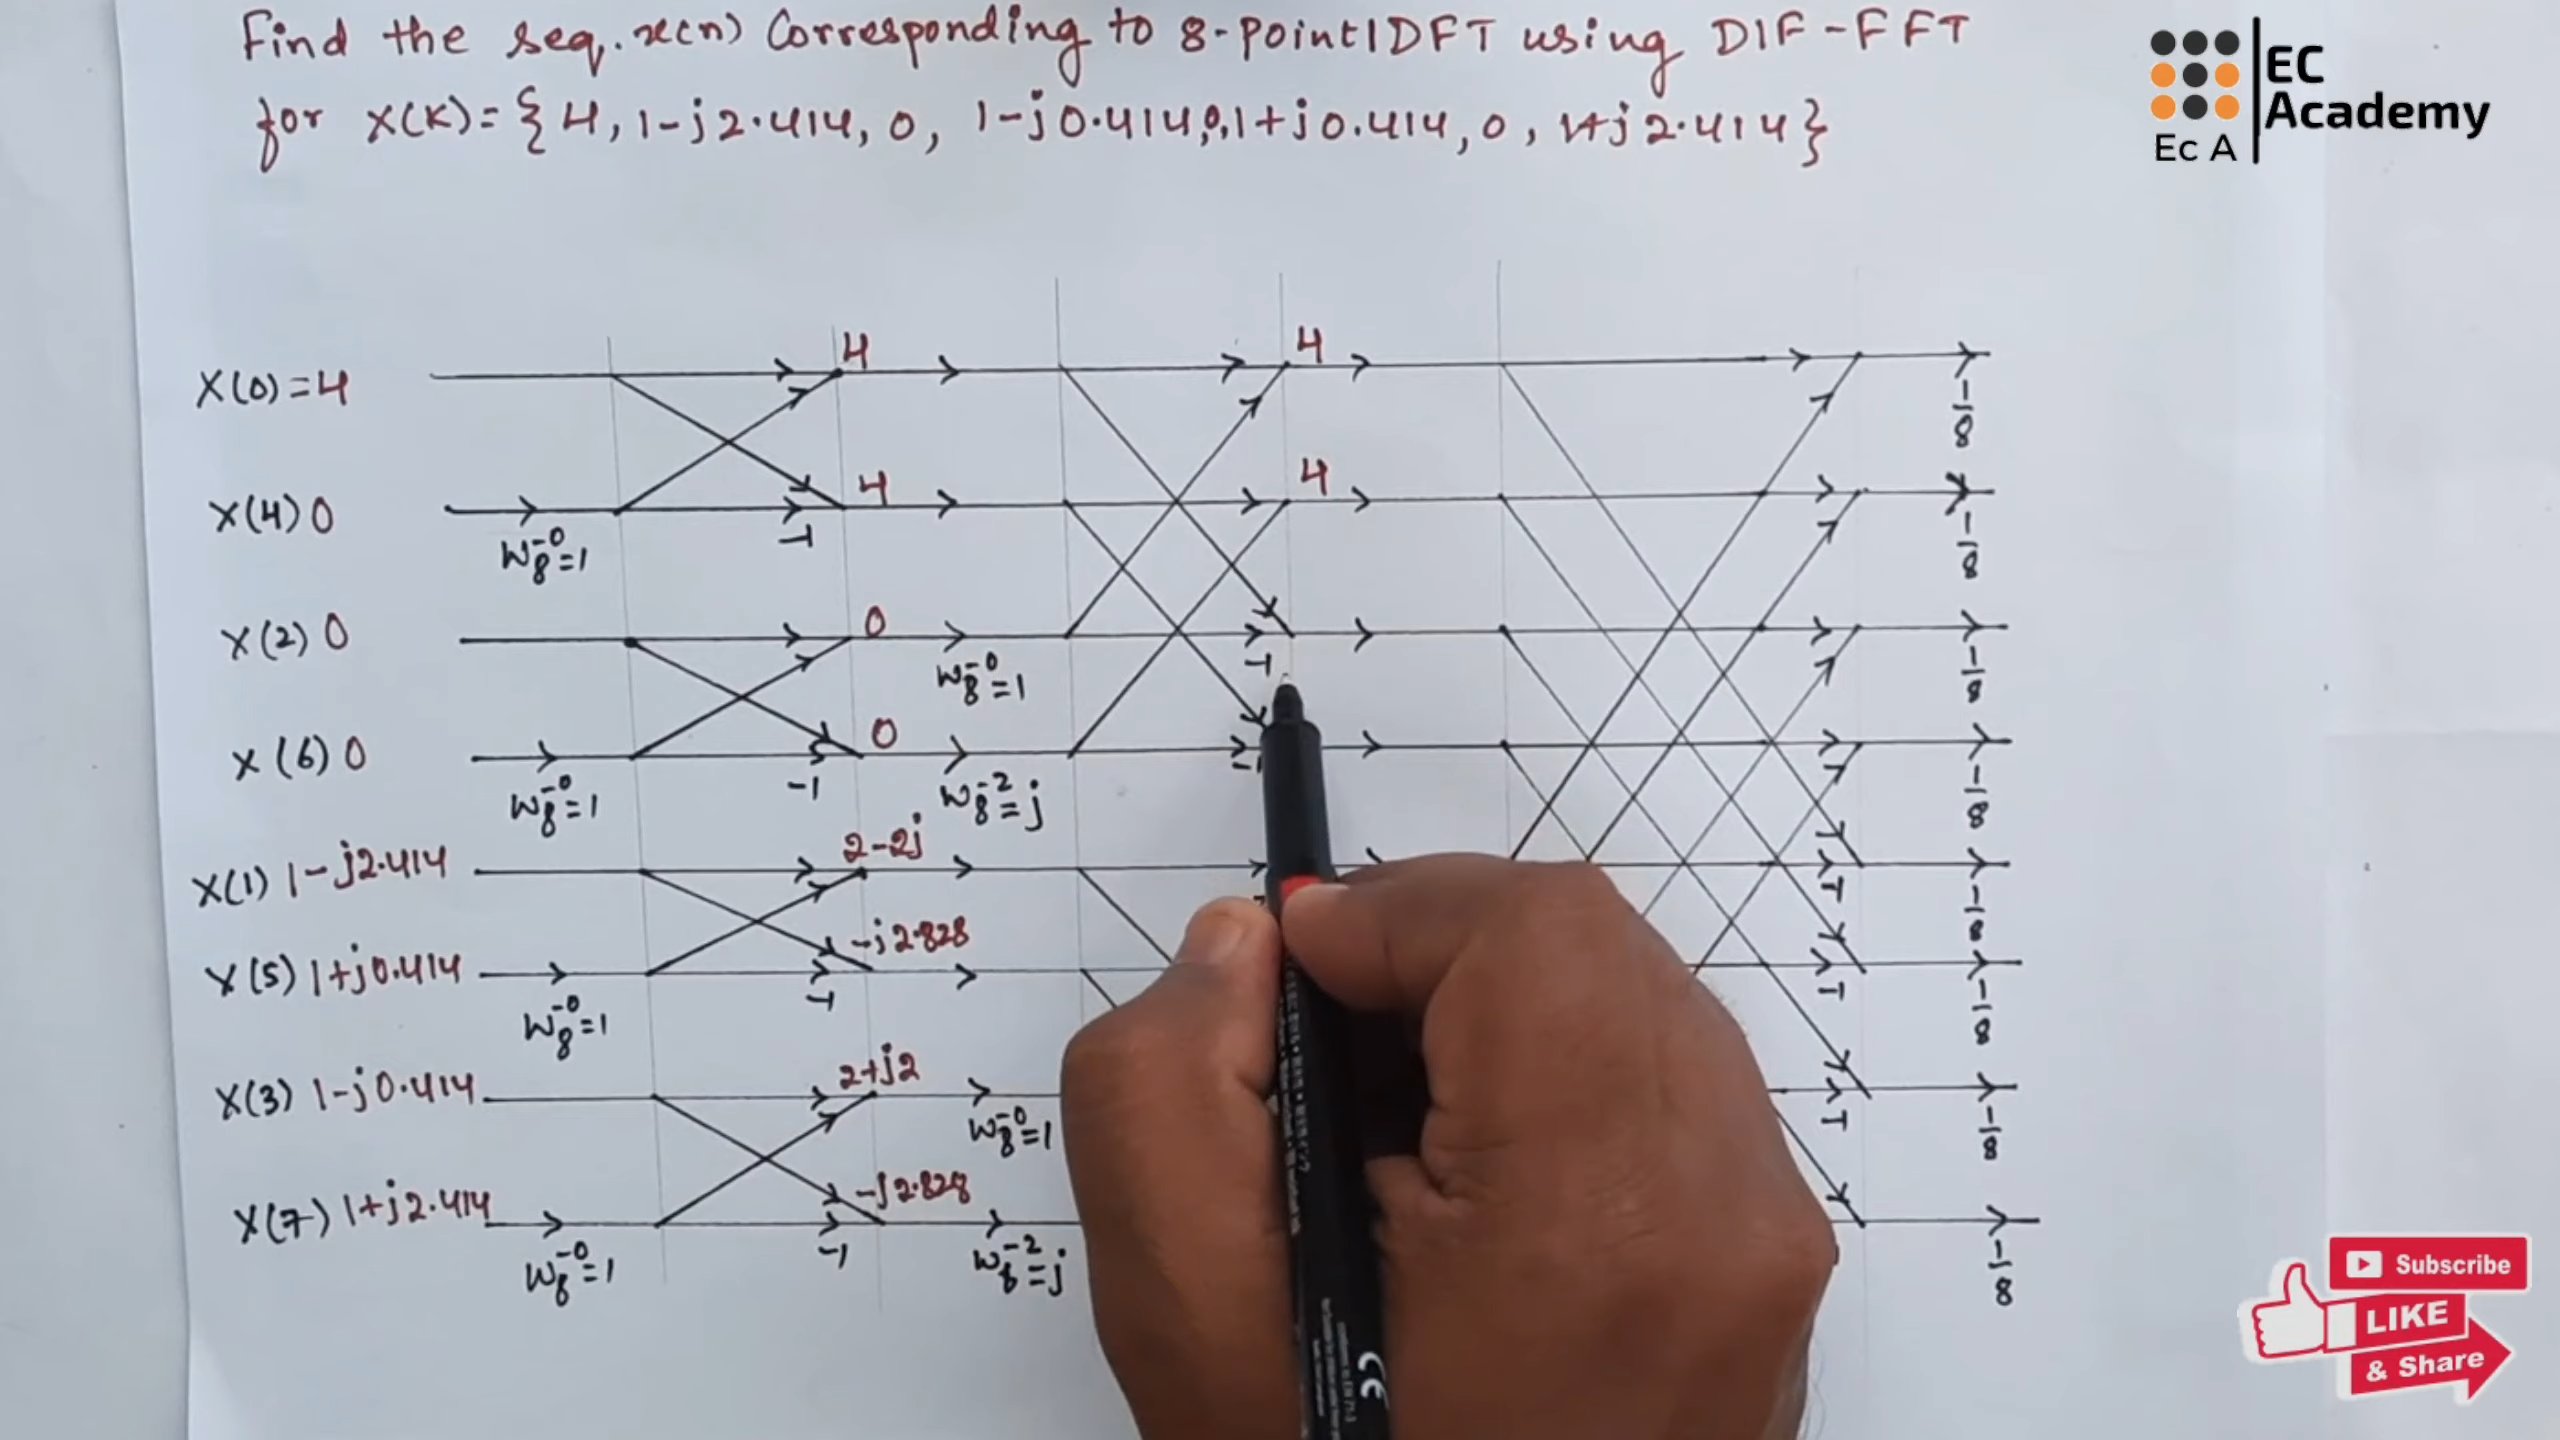 Find the seq. x(n) Corresponding to 8-point IDFT using DIF-FFT
for X(K)={4, 1-j2.414, 0, 1-j0.414, 0, 1+j0.414, 0, 1+j2.414}
EC
Academy
Ec A
X(0)=4
4
4
-1/8
X(4) 0
W8^-0=1
-1
4
4
-1/8
X(2) 0
0
W8^-0=1
-1
-1/8
X(6) 0
W8^-0=1
-1
0
W8^-2=j
-1
-1/8
X(1) 1-j2.414
2-2j
-1
-1/8
X(5) 1+j0.414
W8^-0=1
-1
-j2.828
-1
-1/8
X(3) 1-j0.414
2+j2
W8^-0=1
-1
-1/8
X(7) 1+j2.414
W8^-0=1
-1
-j2.828
W8^-2=j
-1/8
CE
Subscribe
LIKE
& Share